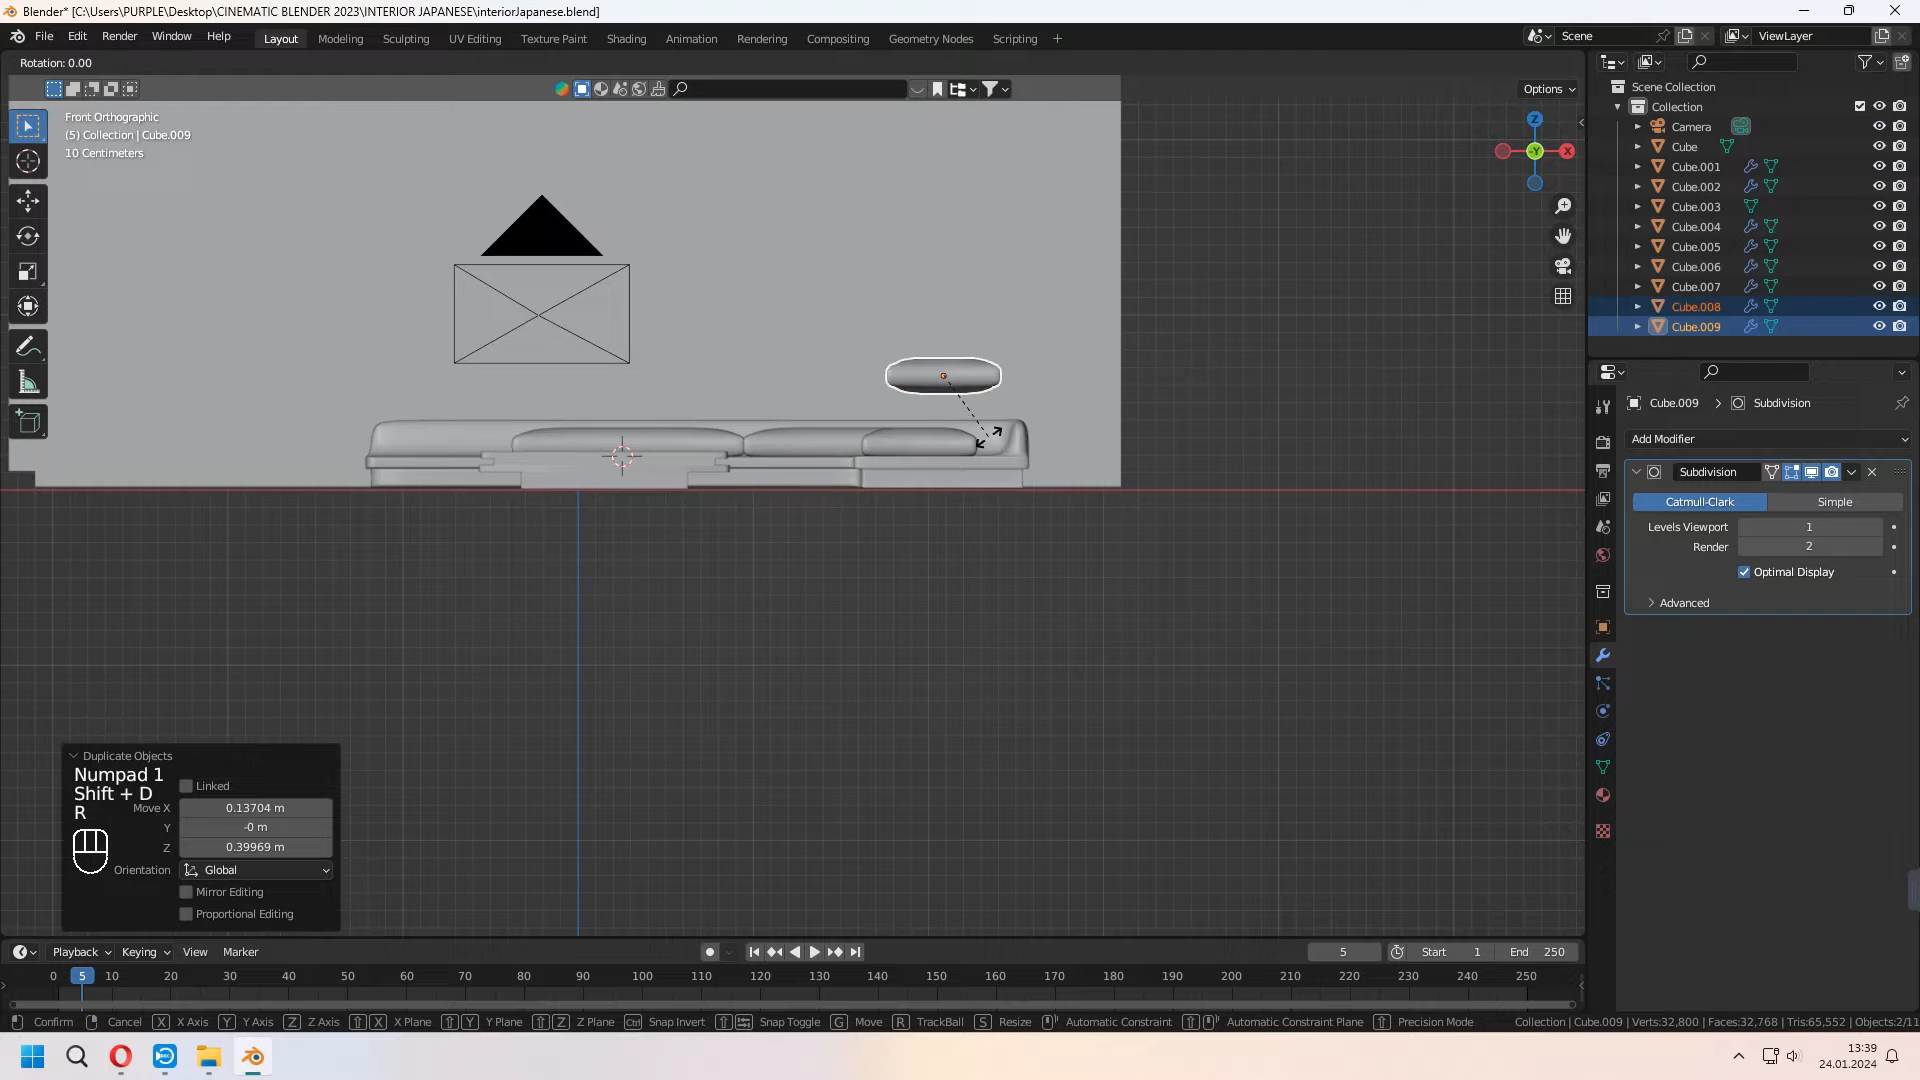 Blender* [C:\Users\PURPLE\Desktop\CINEMATIC BLENDER 2023\INTERIOR JAPANESE\interiorJapanese.blend]
File Edit Render Window Help Layout Modeling Sculpting UV Editing Texture Paint Shading Animation Rendering Compositing Geometry Nodes Scripting + Scene ViewLayer
Rotation: 0.00
Options
Front Orthographic
(5) Collection | Cube.009
10 Centimeters
Z
-Y
X
Scene Collection
Collection
Camera
Cube
Cube.001
Cube.002
Cube.003
Cube.004
Cube.005
Cube.006
Cube.007
Cube.008
Cube.009
Cube.009 > Subdivision
Add Modifier
Subdivision
Catmull-Clark Simple
Levels Viewport 1
Render 2
Optimal Display
Advanced
Duplicate Objects
Numpad 1
Shift + D
R
Linked
Move X 0.13704 m
Y -0 m
Z 0.39969 m
Orientation Global
Mirror Editing
Proportional Editing
Playback Keying View Marker 5 Start 1 End 250
0 5 10 20 30 40 50 60 70 80 90 100 110 120 130 140 150 160 170 180 190 200 210 220 230 240 250
Confirm Cancel X X Axis Y Y Axis Z Z Axis X X Plane Y Y Plane Z Z Plane Ctrl Snap Invert Snap Toggle G Move R TrackBall S Resize Automatic Constraint Automatic Constraint Plane Precision Mode Collection | Cube.009 | Verts:32,800 | Faces:32,768 | Tris:65,552 | Objects:2/11
REC
13:39
24.01.2024